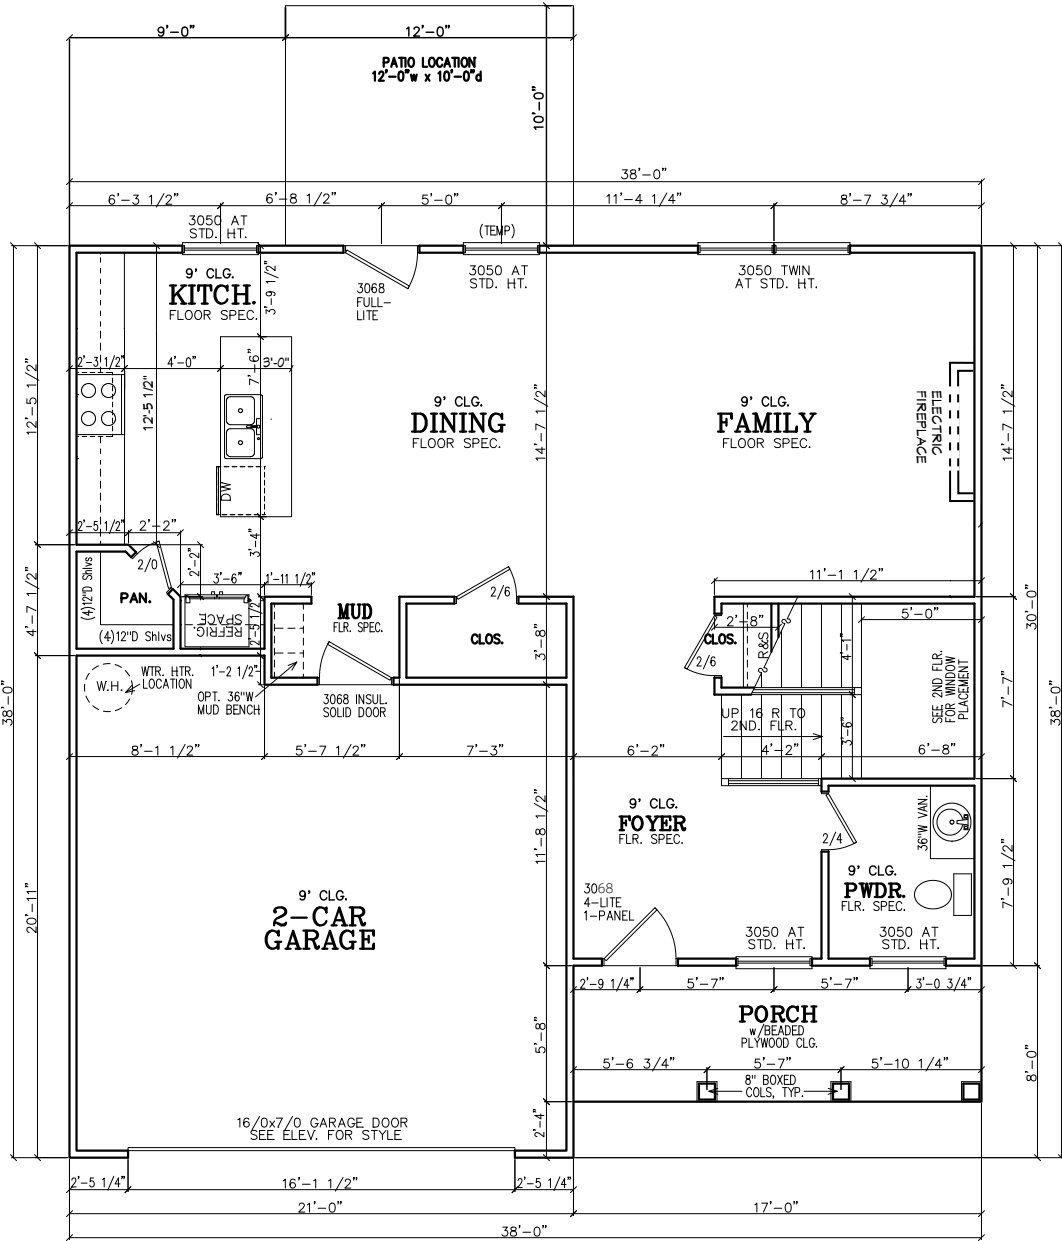 9'-0"
12'-0"
PATIO LOCATION
12'-0"w x 10'-0"d
10'-0"
38'-0"
6'-3 1/2"
6'-8 1/2"
5'-0"
11'-4 1/4"
8'-7 3/4"
3050 AT
STD. HT.
(TEMP)
9' CLG.
KITCH.
FLOOR SPEC.
3'-9 1/2"
3068
FULL-
LITE
3050 AT
STD. HT.
3050 TWIN
AT STD. HT.
2'-3 1/2"
4'-0"
7'-6"
3'-0"
12'-5 1/2"
12'-5 1/2"
9' CLG.
DINING
FLOOR SPEC.
14'-7 1/2"
9' CLG.
FAMILY
FLOOR SPEC.
ELECTRIC
FIREPLACE
14'-7 1/2"
DW
2'-5 1/2"
2'-2"
3'-4"
2'-2"
2/0
3'-6"
1'-11 1/2"
2/6
11'-1 1/2"
30'-0"
4'-7 1/2"
(4)12"D Shlvs
PAN.
(4)12"D Shlvs
REFRIG.
SPACE
2'-5 1/2"
MUD
FLR. SPEC.
CLOS.
3'-8"
2'-8"
CLOS.
R&S
2/6
4'-1"
5'-0"
SEE 2ND FLR.
FOR WINDOW
PLACEMENT
7'-7"
38'-0"
38'-0"
W.H.
WTR. HTR.
LOCATION
1'-2 1/2"
OPT. 36"W
MUD BENCH
3068 INSUL.
SOLID DOOR
UP 16 R TO
2ND. FLR.
3'-6"
8'-1 1/2"
5'-7 1/2"
7'-3"
6'-2"
4'-2"
6'-8"
11'-8 1/2"
9' CLG.
FOYER
FLR. SPEC.
2/4
36"W VAN.
9' CLG.
PWDR.
FLR. SPEC.
7'-9 1/2"
20'-11"
9' CLG.
2-CAR
GARAGE
3068
4-LITE
1-PANEL
3050 AT
STD. HT.
3050 AT
STD. HT.
2'-9 1/4"
5'-7"
5'-7"
3'-0 3/4"
5'-8"
PORCH
w/BEADED
PLYWOOD CLG.
5'-6 3/4"
5'-7"
5'-10 1/4"
8" BOXED
COLS, TYP.
8'-0"
2'-4"
16/0x7/0 GARAGE DOOR
SEE ELEV. FOR STYLE
2'-5 1/4"
16'-1 1/2"
2'-5 1/4"
21'-0"
17'-0"
38'-0"